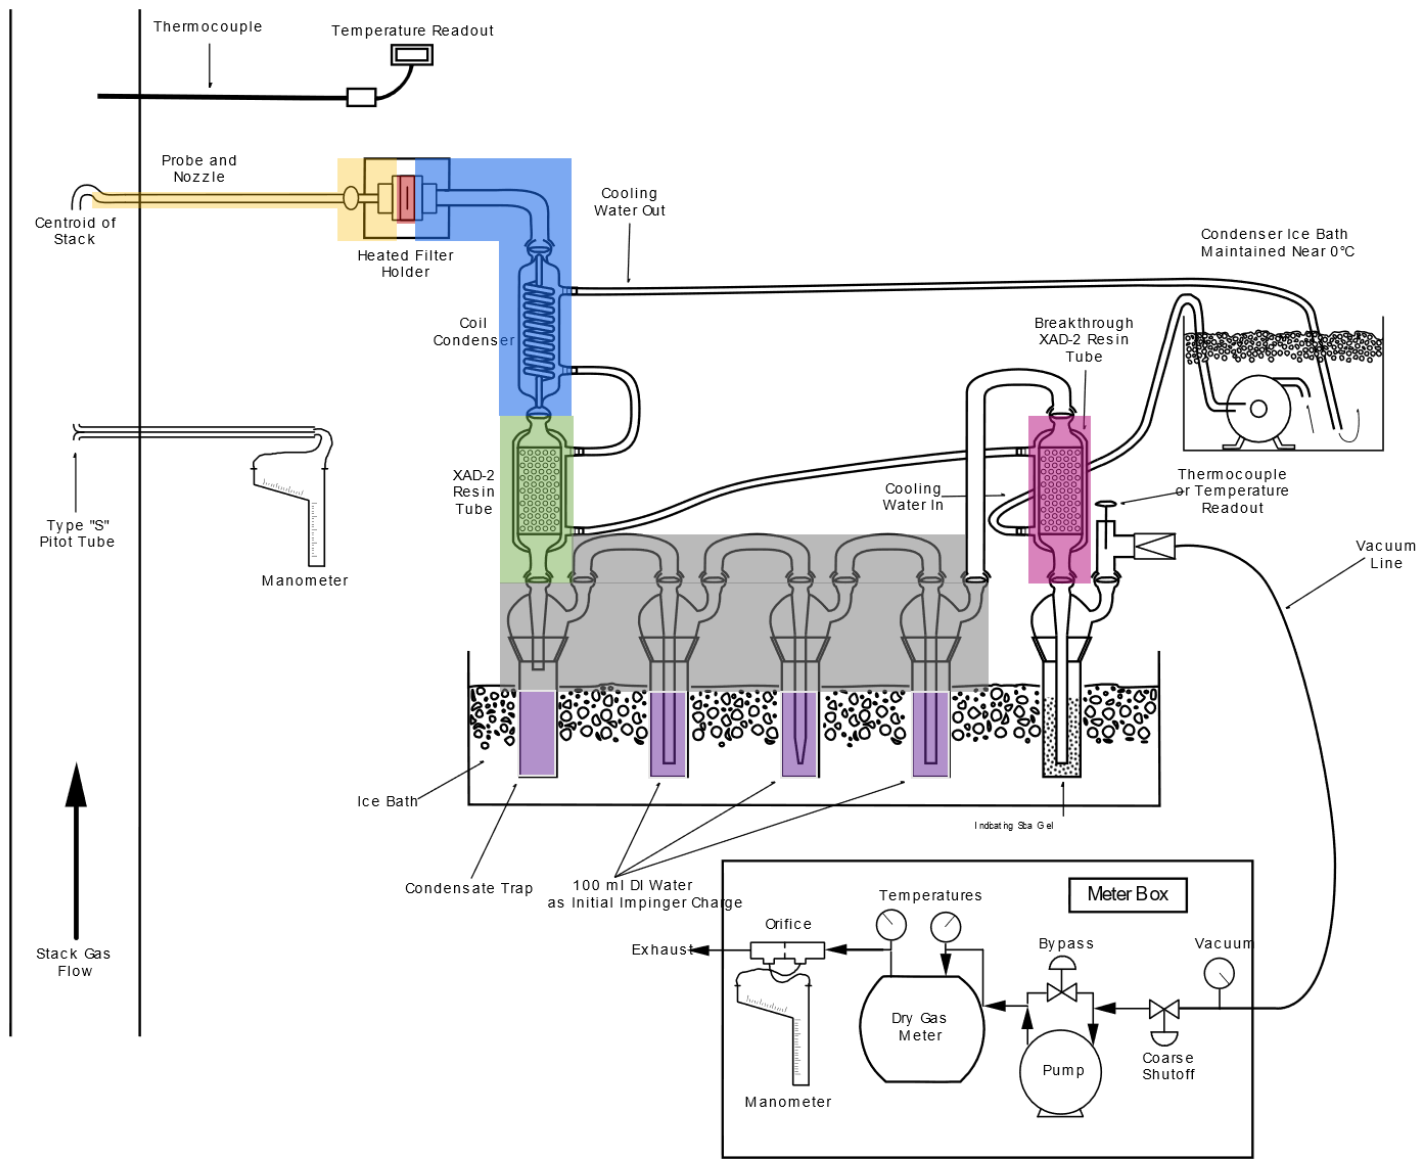 Thermocouple
Temperature Readout
Probe and
Nozzle
Centroid of
Stack
Heated Filter
Holder
Cooling
Water Out
Condenser Ice Bath
Maintained Near 0°C
Coil
Condenser
Breakthrough
XAD-2 Resin
Tube
XAD-2
Resin
Tube
Cooling
Water In
Thermocouple
or Temperature
Readout
Type "S"
Pitot Tube
Manometer
Vacuum
Line
Ice Bath
Indicating Gel
Condensate Trap
100 ml DI Water
as Initial Impinger Charge
Stack Gas
Flow
Meter Box
Temperatures
Orifice
Exhaust
Bypass
Vacuum
Dry Gas
Meter
Pump
Coarse
Shutoff
Manometer